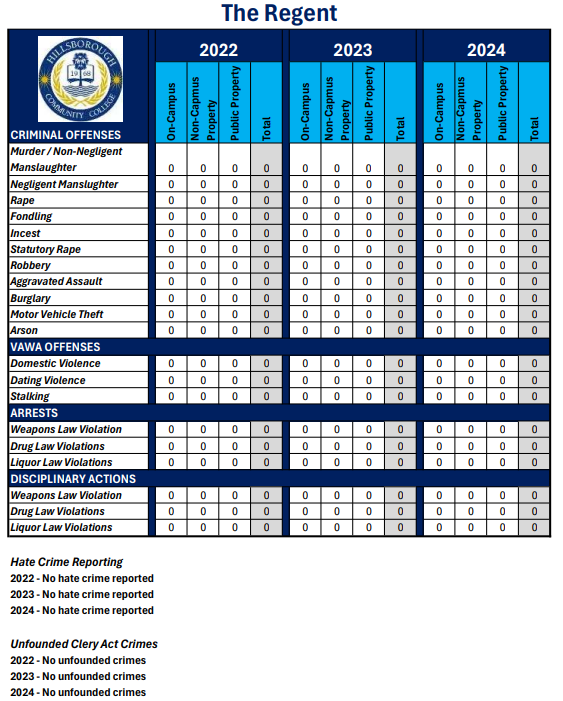 The Regent
HILLSBOROUGH
19 68
COMMUNITY COLLEGE
2022 2023 2024
CRIMINAL OFFENSES On-Campus Non-Capmus Property Public Property Total On-Campus Non-Capmus Property Public Property Total On-Campus Non-Capmus Property Public Property Total
Murder / Non-Negligent
Manslaughter 0 0 0 0 0 0 0 0 0 0 0 0
Negligent Manslughter 0 0 0 0 0 0 0 0 0 0 0 0
Rape 0 0 0 0 0 0 0 0 0 0 0 0
Fondling 0 0 0 0 0 0 0 0 0 0 0 0
Incest 0 0 0 0 0 0 0 0 0 0 0 0
Statutory Rape 0 0 0 0 0 0 0 0 0 0 0 0
Robbery 0 0 0 0 0 0 0 0 0 0 0 0
Aggravated Assault 0 0 0 0 0 0 0 0 0 0 0 0
Burglary 0 0 0 0 0 0 0 0 0 0 0 0
Motor Vehicle Theft 0 0 0 0 0 0 0 0 0 0 0 0
Arson 0 0 0 0 0 0 0 0 0 0 0 0
VAWA OFFENSES
Domestic Violence 0 0 0 0 0 0 0 0 0 0 0 0
Dating Violence 0 0 0 0 0 0 0 0 0 0 0 0
Stalking 0 0 0 0 0 0 0 0 0 0 0 0
ARRESTS
Weapons Law Violation 0 0 0 0 0 0 0 0 0 0 0 0
Drug Law Violations 0 0 0 0 0 0 0 0 0 0 0 0
Liquor Law Violations 0 0 0 0 0 0 0 0 0 0 0 0
DISCIPLINARY ACTIONS
Weapons Law Violation 0 0 0 0 0 0 0 0 0 0 0 0
Drug Law Violations 0 0 0 0 0 0 0 0 0 0 0 0
Liquor Law Violations 0 0 0 0 0 0 0 0 0 0 0 0
Hate Crime Reporting
2022 - No hate crime reported
2023 - No hate crime reported
2024 - No hate crime reported
Unfounded Clery Act Crimes
2022 - No unfounded crimes
2023 - No unfounded crimes
2024 - No unfounded crimes